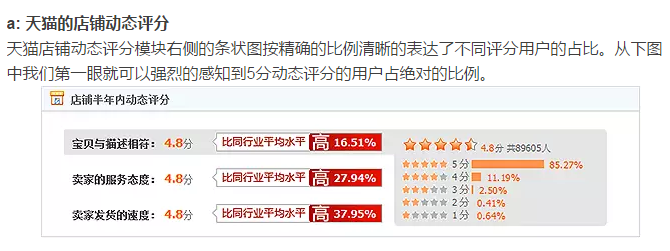 a: 天猫的店铺动态评分
天猫店铺动态评分模块右侧的条状图按精确的比例清晰的表达了不同评分用户的占比。从下图
中我们第一眼就可以强烈的感知到5分动态评分的用户占绝对的比例。
店铺半年内动态评分
宝贝与描述相符: 4.8分 比同行业平均水平 高 16.51%
卖家的服务态度: 4.8分 比同行业平均水平 高 27.94%
卖家发货的速度: 4.8分 比同行业平均水平 高 37.95%
4.8分 共89605人
5分 85.27%
4分 11.19%
3分 2.50%
2分 0.41%
1分 0.64%